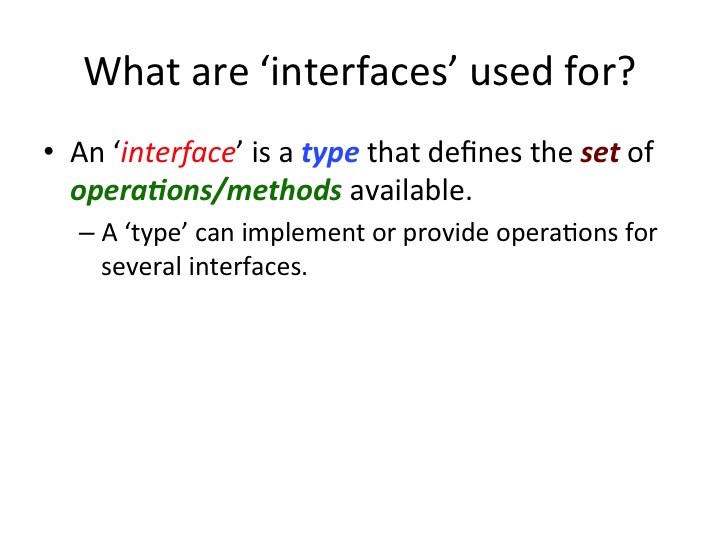 What are ‘interfaces’ used for?
• An ‘interface’ is a type that defines the set of
operations/methods available.
– A ‘type’ can implement or provide operations for
several interfaces.